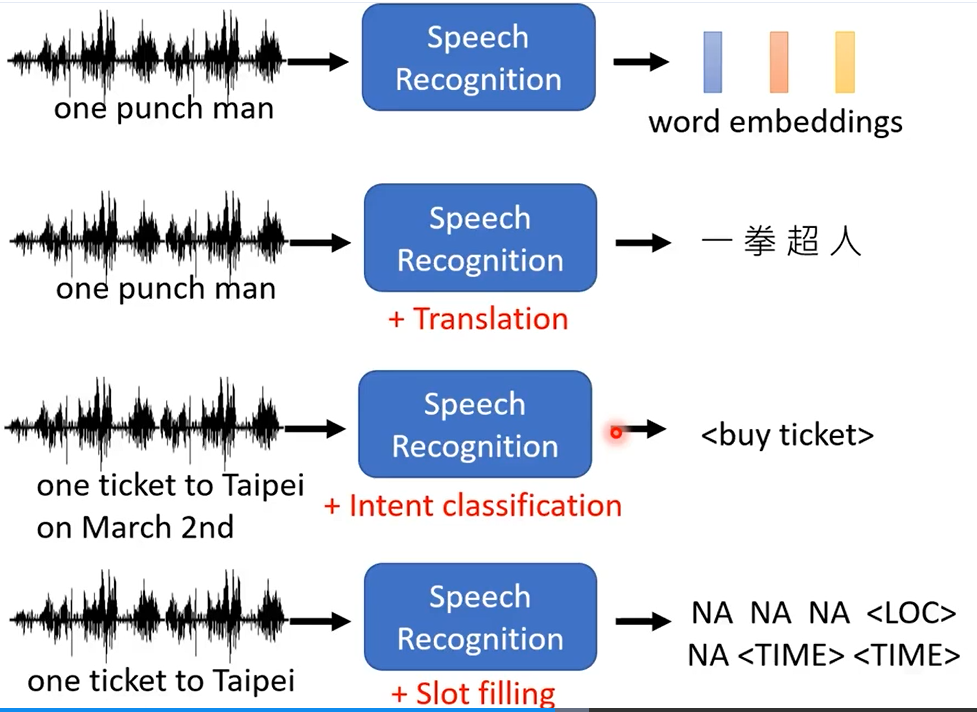 one punch man
Speech
Recognition
word embeddings
one punch man
Speech
Recognition
+ Translation
一 拳 超 人
one ticket to Taipei
on March 2nd
Speech
Recognition
+ Intent classification
<buy ticket>
one ticket to Taipei
Speech
Recognition
+ Slot filling
NA NA NA <LOC>
NA <TIME> <TIME>